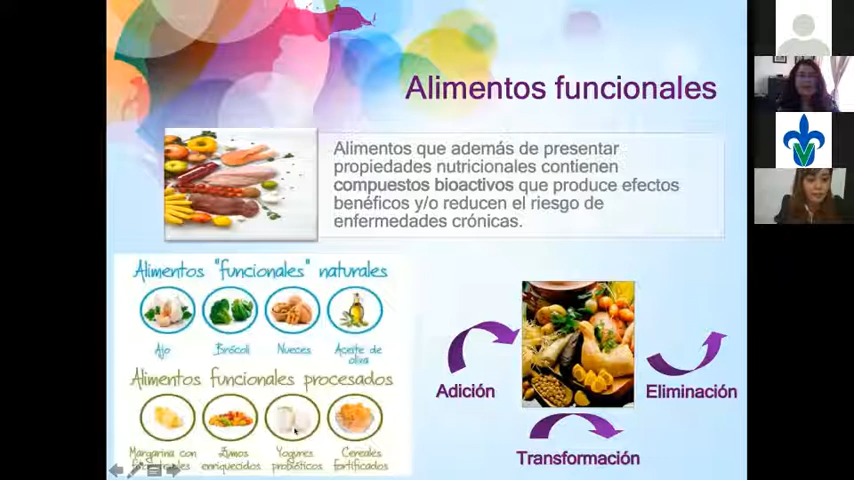 Alimentos funcionales
Alimentos que además de presentar
propiedades nutricionales contienen
compuestos bioactivos que produce efectos
benéficos y/o reducen el riesgo de
enfermedades crónicas.
Alimentos "funcionales" naturales
Ajo
Brócoli
Nueces
Aceite de
oliva
Alimentos funcionales procesados
Margarina con
Zumos
enriquecidos
Yogures
probióticos
Cereales
fortificados
Adición
Eliminación
Transformación